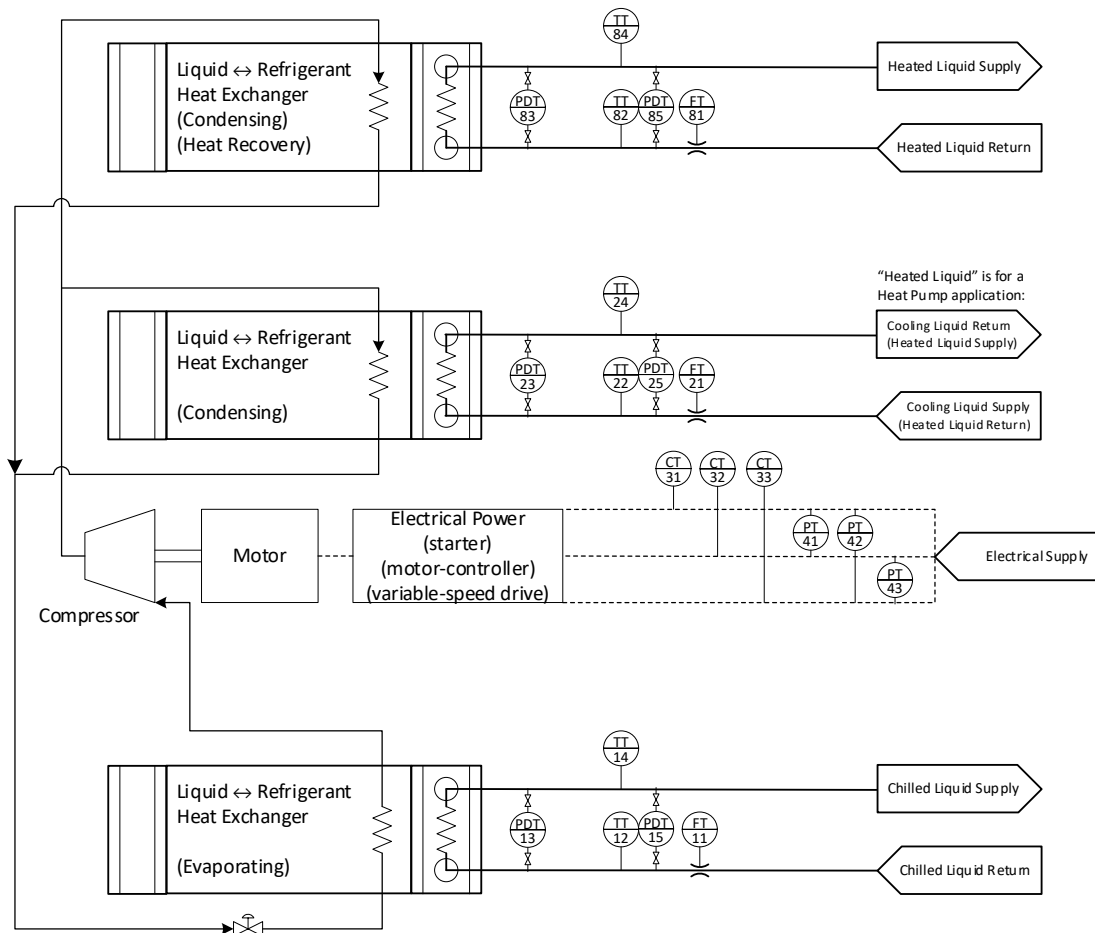 TT
84
Liquid ↔ Refrigerant
Heat Exchanger
(Condensing)
(Heat Recovery)
PDT
83
TT
82
PDT
85
FT
81
Heated Liquid Supply
Heated Liquid Return
"Heated Liquid" is for a
Heat Pump application:
TT
24
Liquid ↔ Refrigerant
Heat Exchanger
(Condensing)
PDT
23
TT
22
PDT
25
FT
21
Cooling Liquid Return
(Heated Liquid Supply)
Cooling Liquid Supply
(Heated Liquid Return)
CT
31
CT
32
CT
33
Compressor
Motor
Electrical Power
(starter)
(motor-controller)
(variable-speed drive)
PT
41
PT
42
PT
43
Electrical Supply
TT
14
Liquid ↔ Refrigerant
Heat Exchanger
(Evaporating)
PDT
13
TT
12
PDT
15
FT
11
Chilled Liquid Supply
Chilled Liquid Return